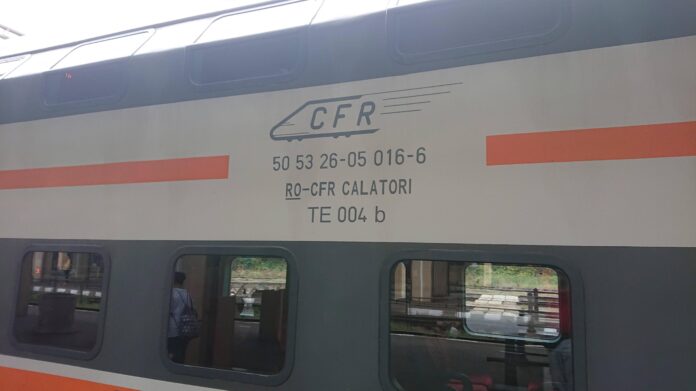 CFR
50 53 26-05 016-6
RO-CFR CALATORI
TE 004 b